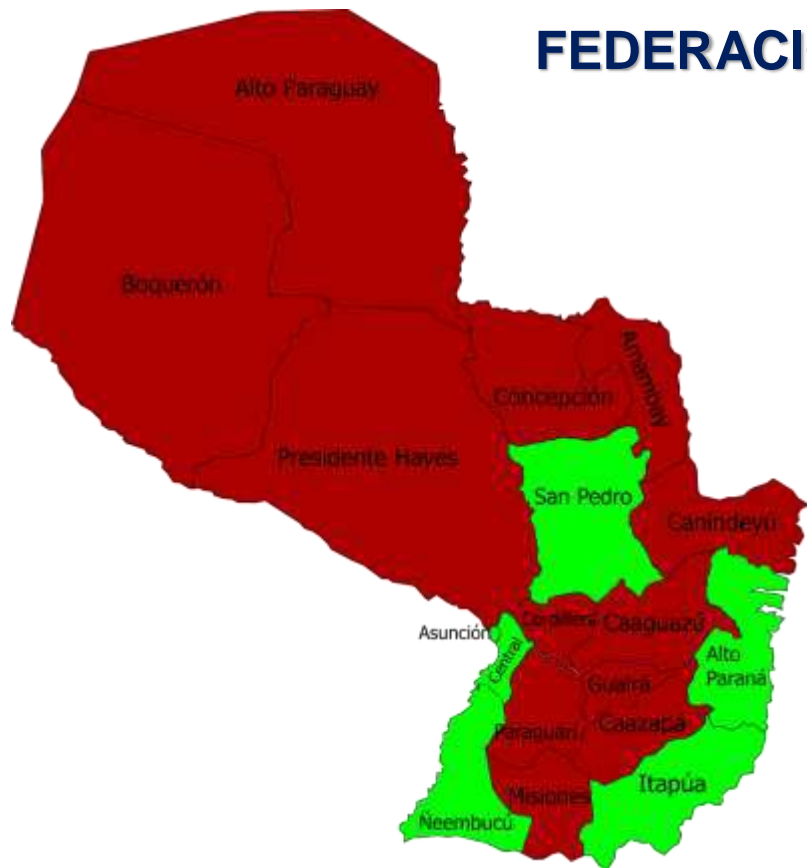 FEDERACI
Alto Paraguay
Boquerón
Amambay
Concepción
Presidente Hayes
San Pedro
Canindeyú
Cordillera
Caaguazú
Asunción
Central
Alto
Paraná
Guairá
Caazapá
Paraguarí
Itapúa
Misiones
Ñeembucú